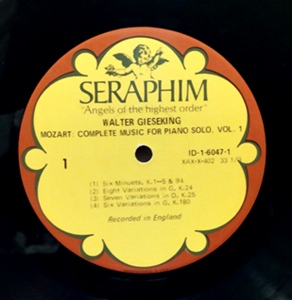 SERAPHIM
"Angels of the highest order"
WALTER GIESEKING
MOZART: COMPLETE MUSIC FOR PIANO SOLO, VOL. 1
1
ID-1-6047-1
XAX-X-402 33 1/3
(1) Six Minuets, K.1—5 & 94
(2) Eight Variations in G, K.24
(3) Seven Variations in D, K.25
(4) Six Variations in G, K.180
Recorded in England